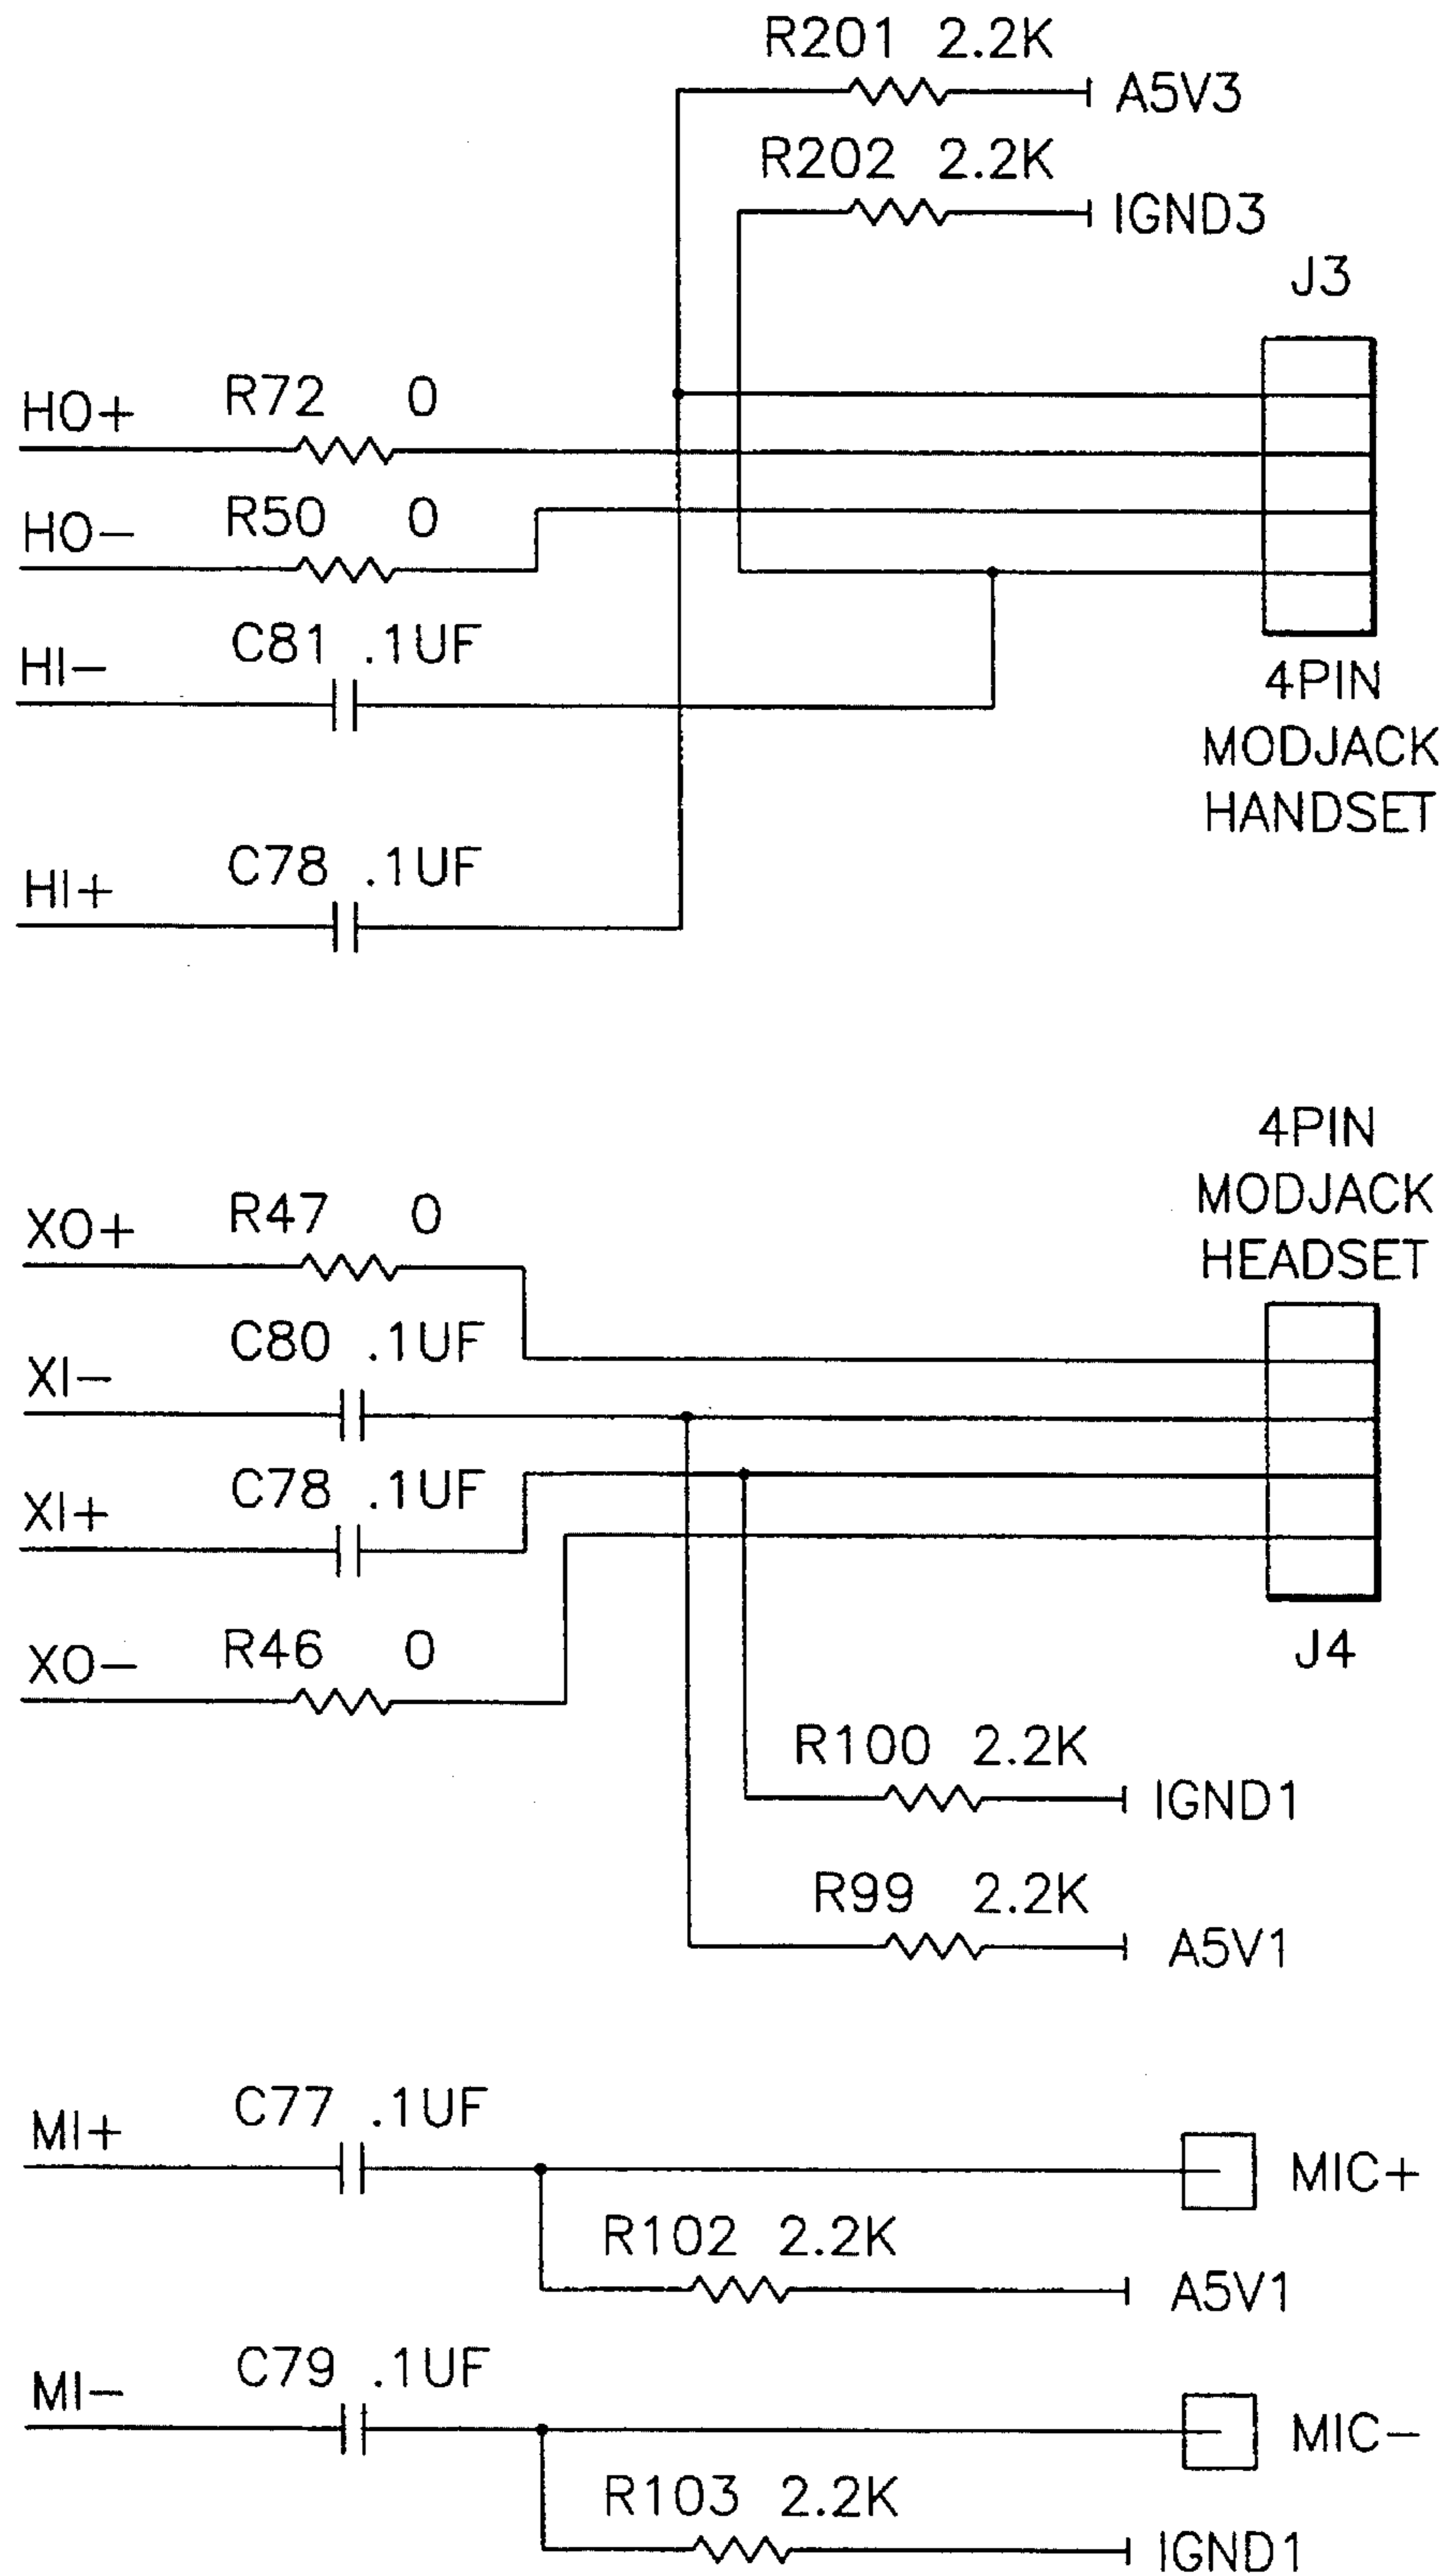 R201 2.2K
A5V3
R202 2.2K
IGND3
J3
HO+
R72 0
HO-
R50 0
HI-
C81 .1UF
4PIN
MODJACK
HANDSET
HI+
C78 .1UF
4PIN
MODJACK
HEADSET
XO+
R47 0
XI-
C80 .1UF
XI+
C78 .1UF
XO-
R46 0
J4
R100 2.2K
IGND1
R99 2.2K
A5V1
MI+
C77 .1UF
MIC+
R102 2.2K
A5V1
MI-
C79 .1UF
MIC-
R103 2.2K
IGND1